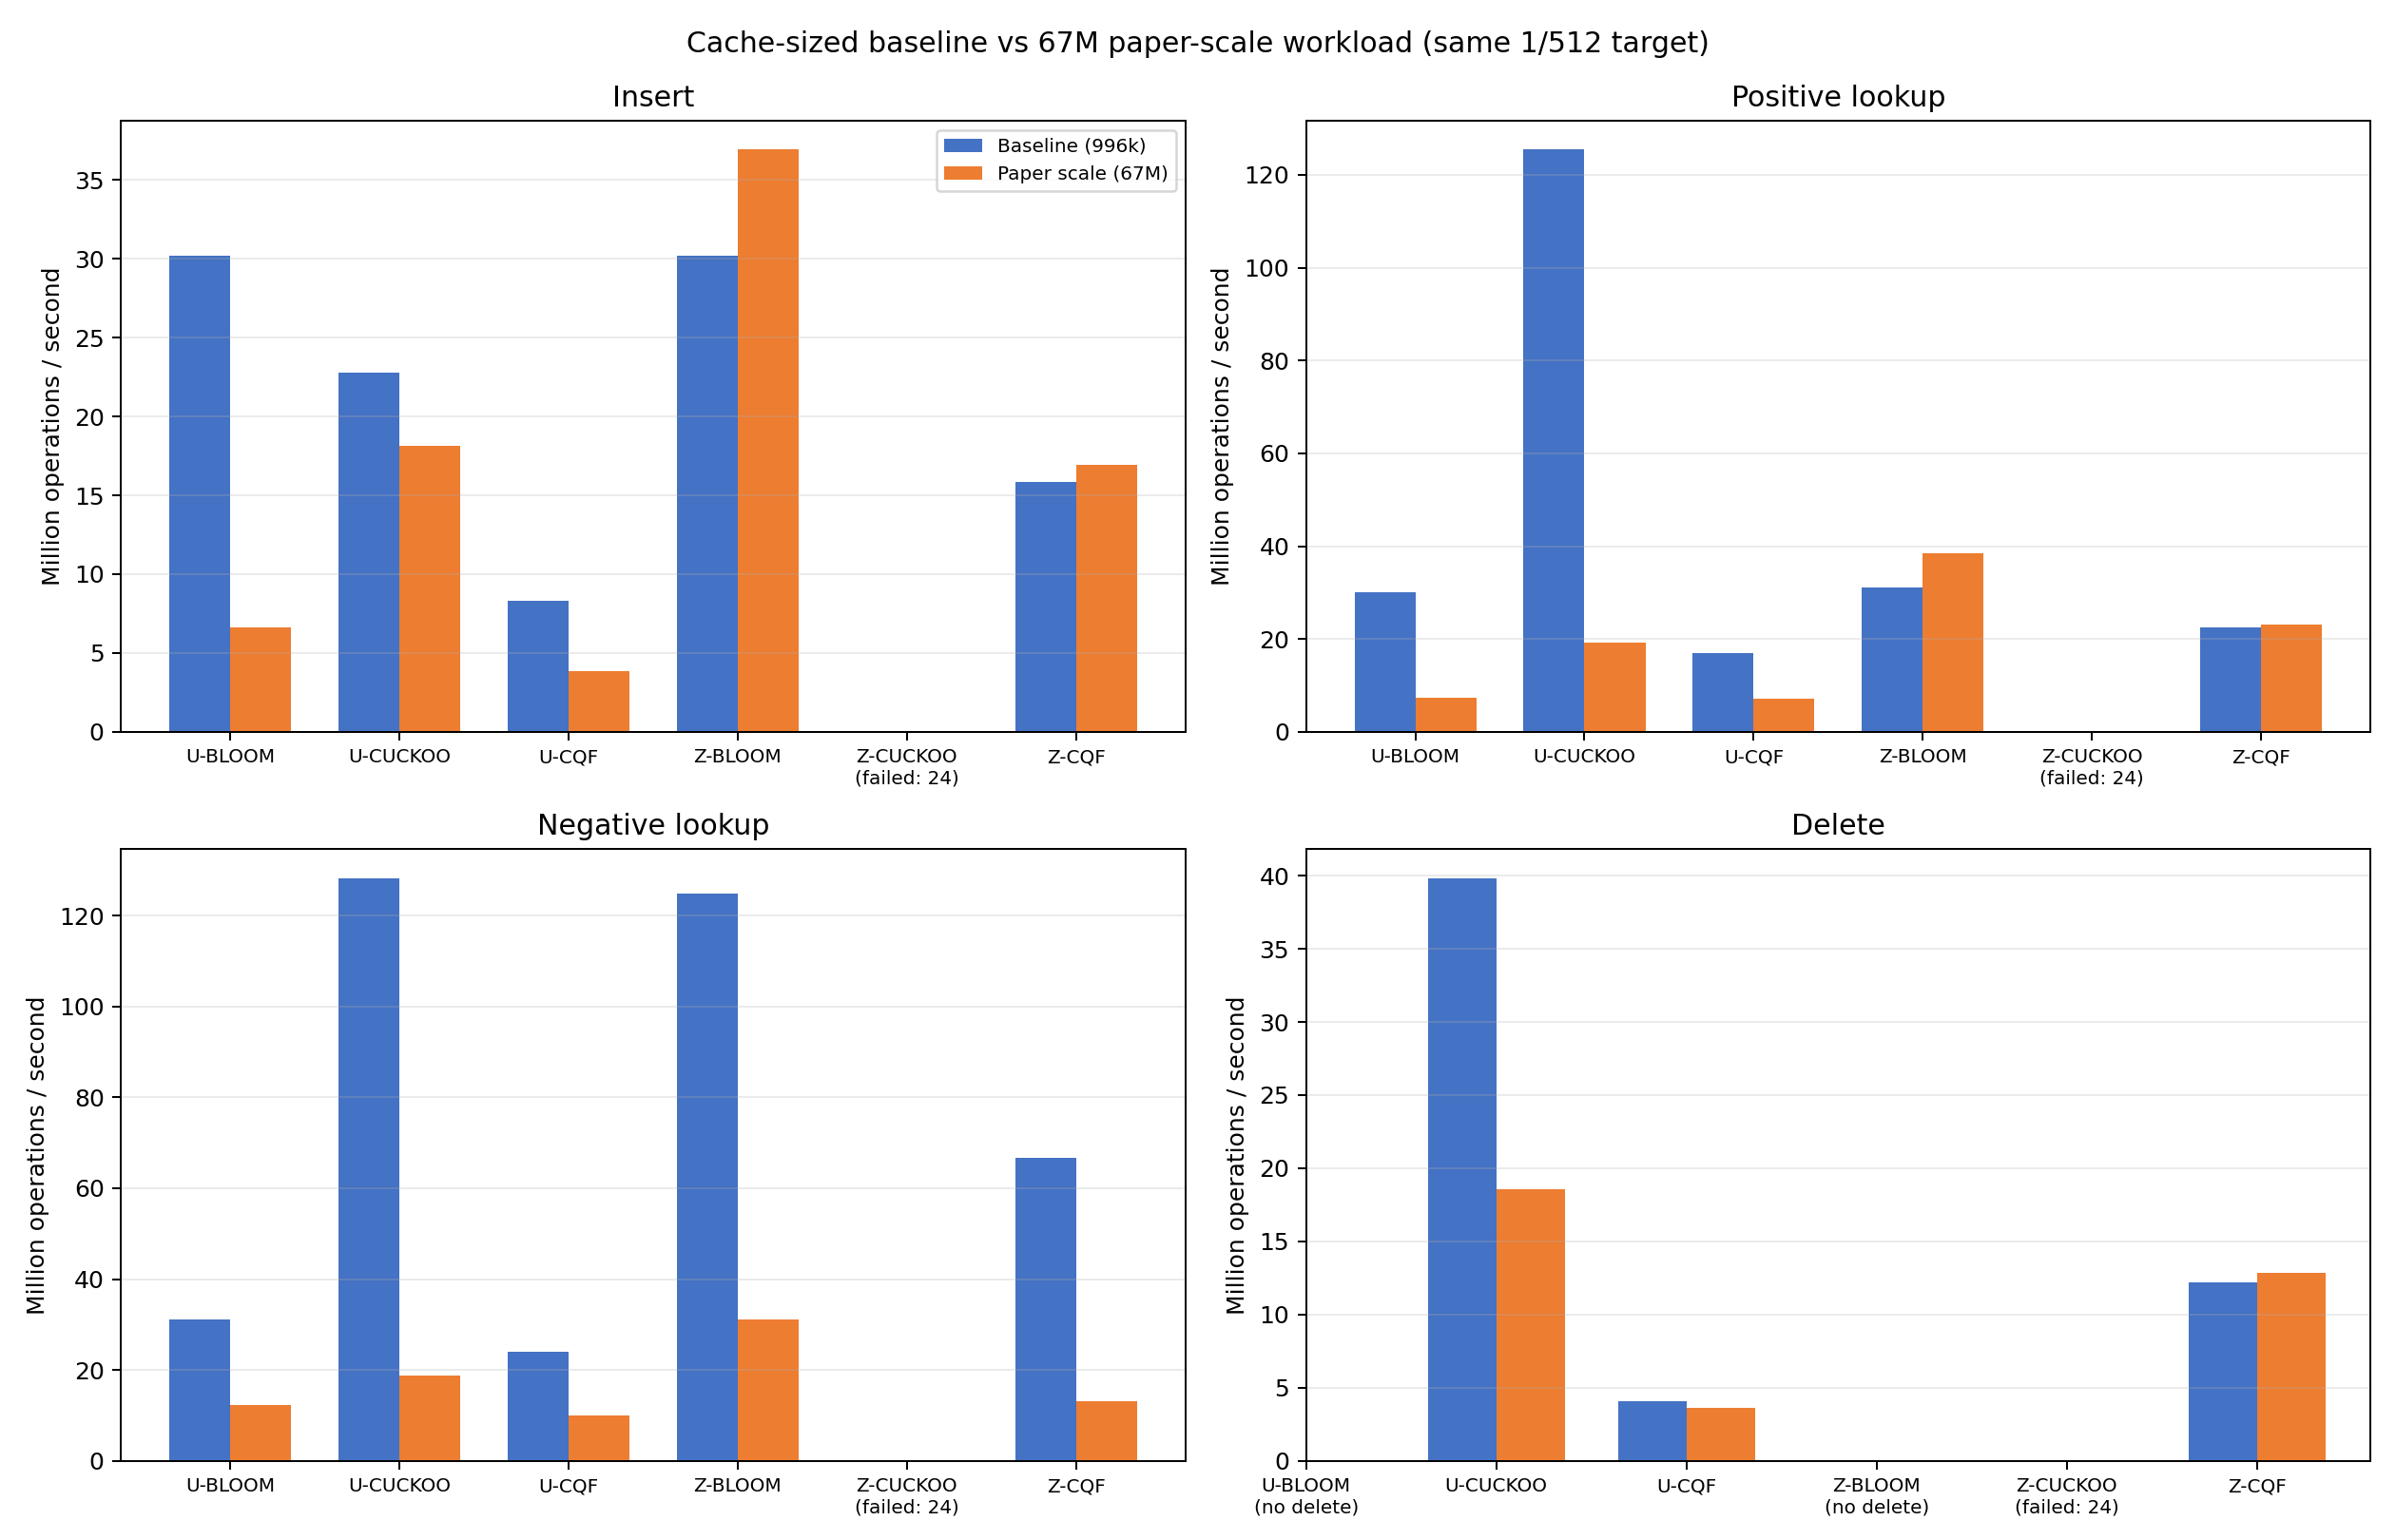 Cache-sized baseline vs 67M paper-scale workload (same 1/512 target)
Insert
Baseline (996k)
Paper scale (67M)
Million operations / second
35
30
25
20
15
10
5
0
U-BLOOM
U-CUCKOO
U-CQF
Z-BLOOM
Z-CUCKOO
(failed: 24)
Z-CQF
Positive lookup
Million operations / second
120
100
80
60
40
20
0
U-BLOOM
U-CUCKOO
U-CQF
Z-BLOOM
Z-CUCKOO
(failed: 24)
Z-CQF
Negative lookup
Million operations / second
120
100
80
60
40
20
0
U-BLOOM
U-CUCKOO
U-CQF
Z-BLOOM
Z-CUCKOO
(failed: 24)
Z-CQF
Delete
Million operations / second
40
35
30
25
20
15
10
5
0
U-BLOOM
(no delete)
U-CUCKOO
U-CQF
Z-BLOOM
(no delete)
Z-CUCKOO
(failed: 24)
Z-CQF